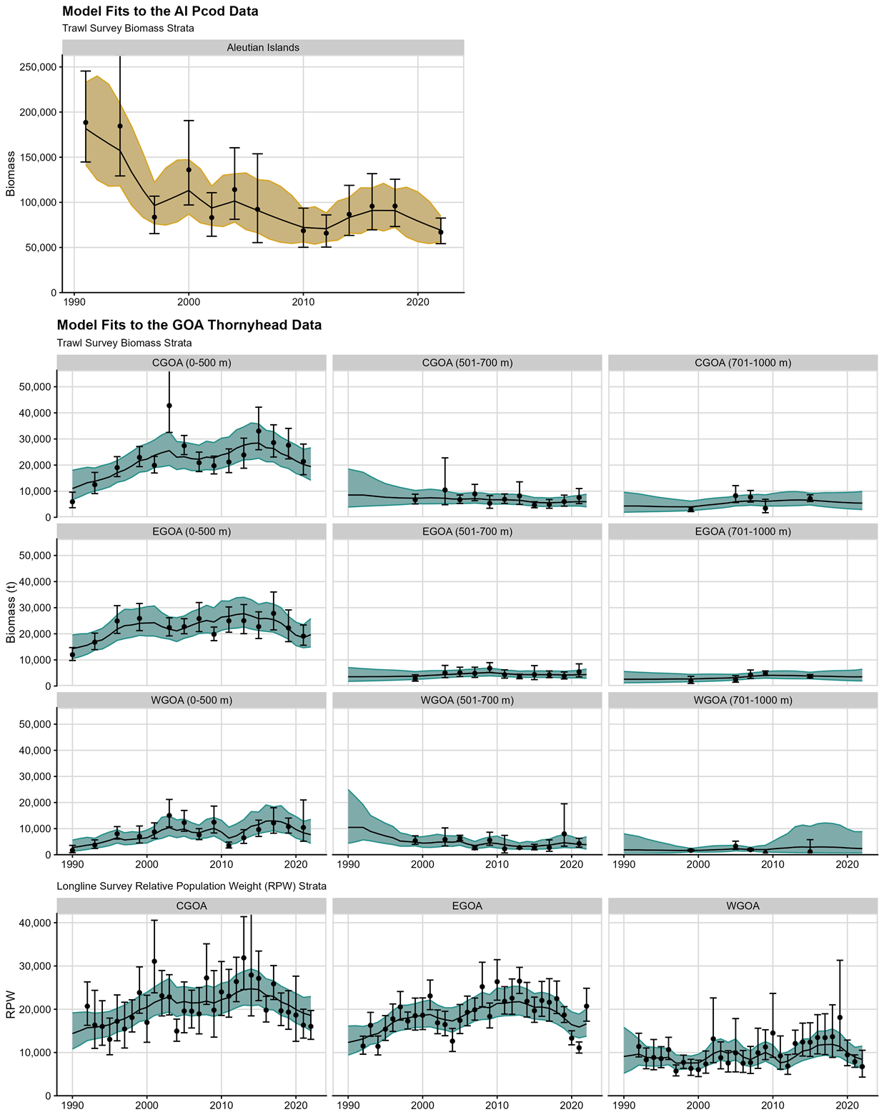 Model Fits to the AI Pcod Data
Trawl Survey Biomass Strata
Aleutian Islands
Biomass
250,000
200,000
150,000
100,000
50,000
0
1990 2000 2010 2020
Model Fits to the GOA Thornyhead Data
Trawl Survey Biomass Strata
Biomass (t)
CGOA (0-500 m) CGOA (501-700 m) CGOA (701-1000 m)
50,000
40,000
30,000
20,000
10,000
0
EGOA (0-500 m) EGOA (501-700 m) EGOA (701-1000 m)
50,000
40,000
30,000
20,000
10,000
0
WGOA (0-500 m) WGOA (501-700 m) WGOA (701-1000 m)
50,000
40,000
30,000
20,000
10,000
0
1990 2000 2010 2020 1990 2000 2010 2020 1990 2000 2010 2020
Longline Survey Relative Population Weight (RPW) Strata
CGOA EGOA WGOA
RPW
40,000
30,000
20,000
10,000
0
1990 2000 2010 2020 1990 2000 2010 2020 1990 2000 2010 2020